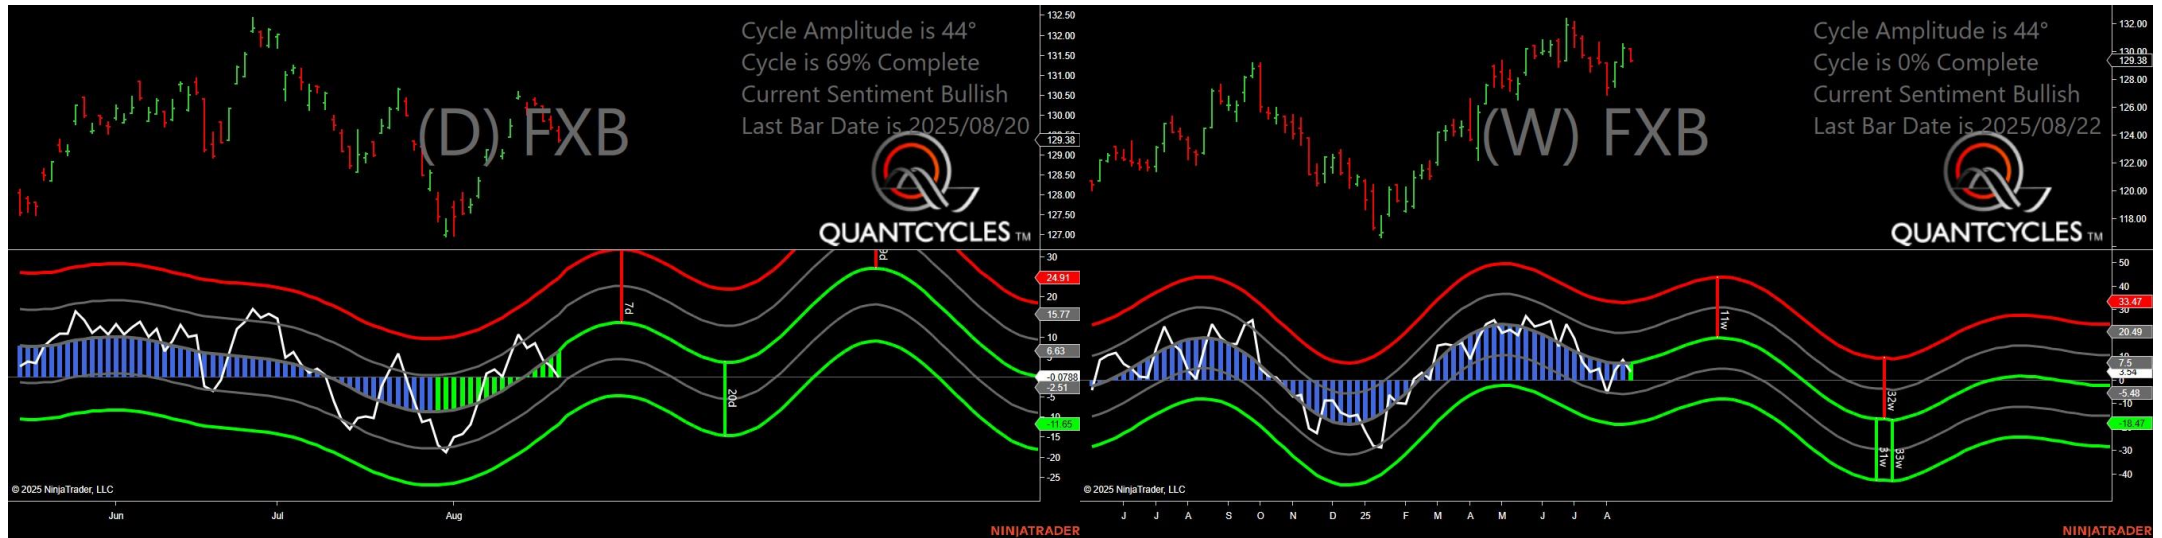 Cycle Amplitude is 44°
Cycle is 69% Complete
Current Sentiment Bullish
Last Bar Date is 2025/08/20
(D) FXB
QUANTCYCLES TM
132.50
132.00
131.50
131.00
130.50
130.00
129.38
129.00
128.50
128.00
127.50
127.00
30
24.91
20
15.77
10
6.63
-0.0788
-2.51
-5
-10
-11.65
-15
-20
-25
7d
20d
© 2025 NinjaTrader, LLC
Jun
Jul
Aug
NINJATRADER
Cycle Amplitude is 44°
Cycle is 0% Complete
Current Sentiment Bullish
Last Bar Date is 2025/08/22
(W) FXB
QUANTCYCLES TM
132.00
130.00
129.38
128.00
126.00
124.00
122.00
120.00
118.00
50
40
33.47
30
20.49
7.5
3.54
0
-5.48
-10
-18.47
-30
-40
11w
32w
31w
33w
© 2025 NinjaTrader, LLC
J J A S O N D 25 F M A M J J A
NINJATRADER